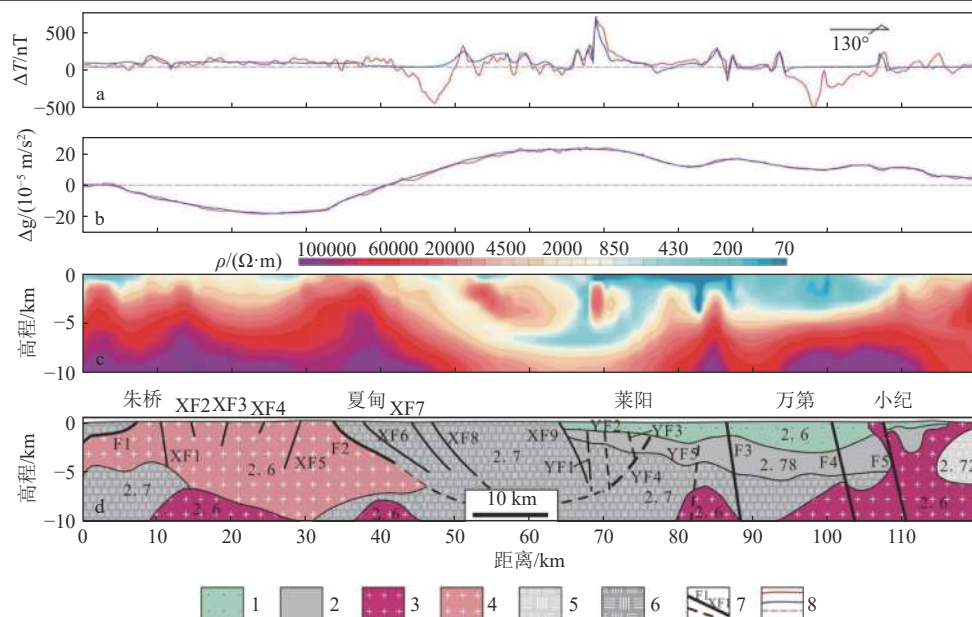 500
0
−500
ΔT/nT
a
130°
20
0
−20
Δg/(10⁻⁵ m/s²)
b
ρ/(Ω·m)
100000 60000 20000 4500 2000 850 430 200 70
0
−5
−10
高程/km
c
朱桥 夏甸 莱阳 万第 小纪
XF2 XF3 XF4 XF7
0
−5
−10
高程/km
d
F1 XF1 XF5 F2 XF6 XF8 XF9 YF1 YF2 YF3 YF4 YF5 F3 F4 F5
2.7 2.6 2.6 2.6 2.7 2.7 2.6 2.6 2.78 2.6 2.72
10 km
0 10 20 30 40 50 60 70 80 90 100 110
距离/km
1 2 3 4 5 6 F1 XF1 7 8